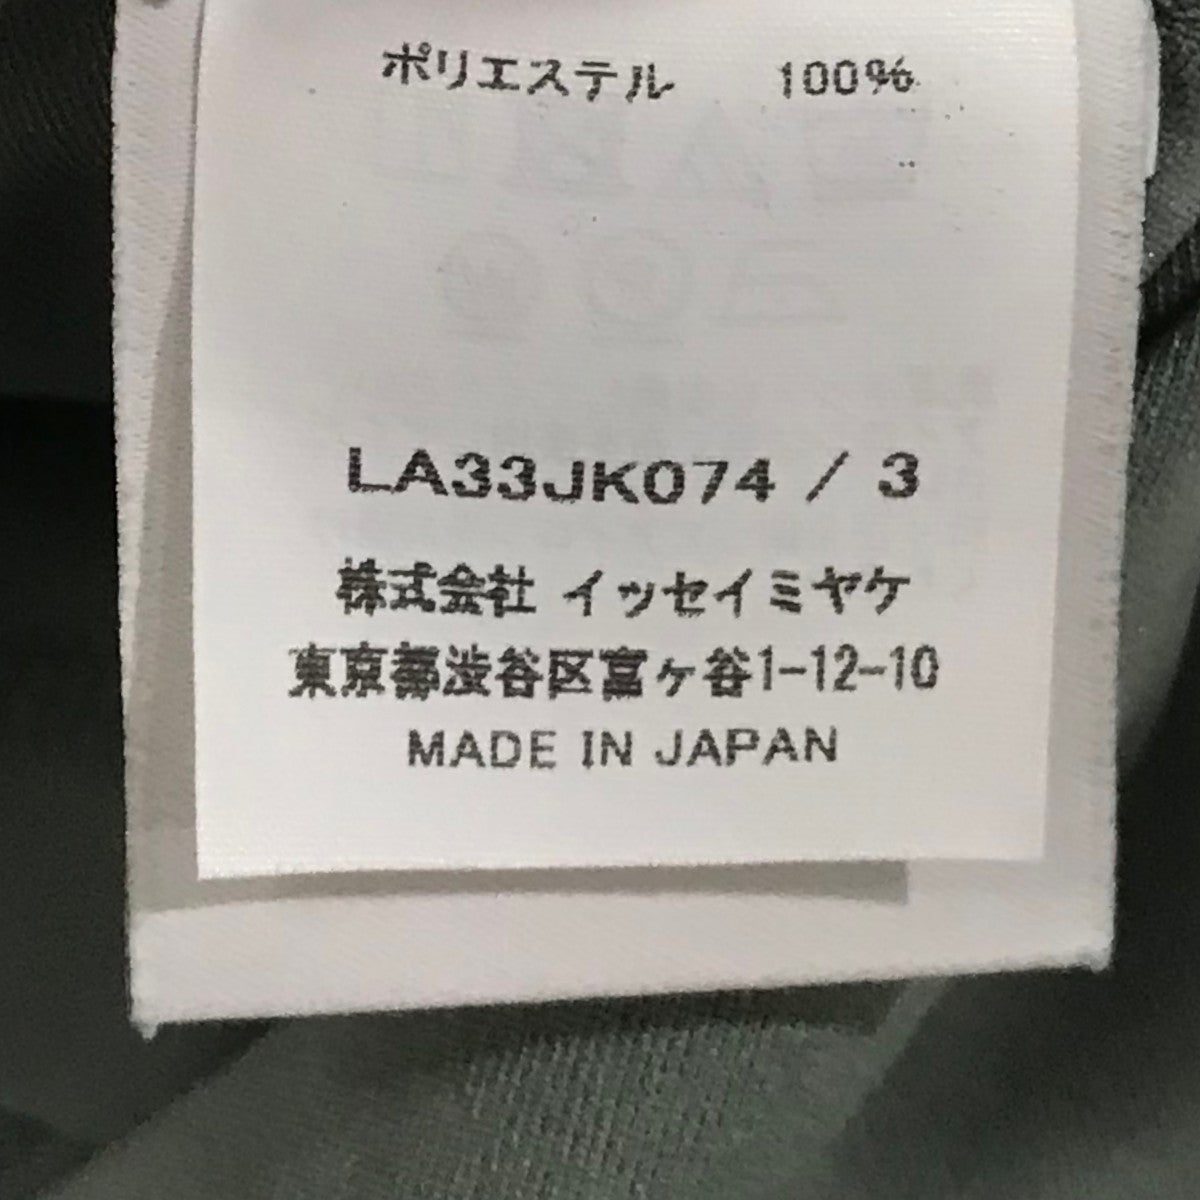 ポリエステル 100%
LA33JK074 / 3
株式会社 イッセイミヤケ
東京都渋谷区富ヶ谷1-12-10
MADE IN JAPAN